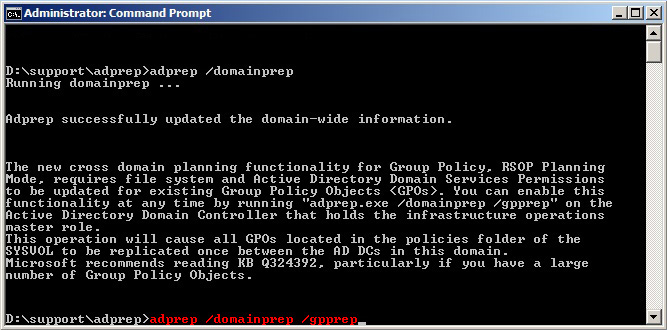 Administrator: Command Prompt
D:\support\adprep>adprep /domainprep
Running domainprep ...
Adprep successfully updated the domain-wide information.
The new cross domain planning functionality for Group Policy, RSOP Planning
Mode, requires file system and Active Directory Domain Services Permissions
to be updated for existing Group Policy Objects <GPOs>. You can enable this
functionality at any time by running "adprep.exe /domainprep /gpprep" on the
Active Directory Domain Controller that holds the infrastructure operations
master role.
This operation will cause all GPOs located in the policies folder of the
SYSVOL to be replicated once between the AD DCs in this domain.
Microsoft recommends reading KB Q324392, particularly if you have a large
number of Group Policy Objects.
D:\support\adprep>adprep /domainprep /gpprep